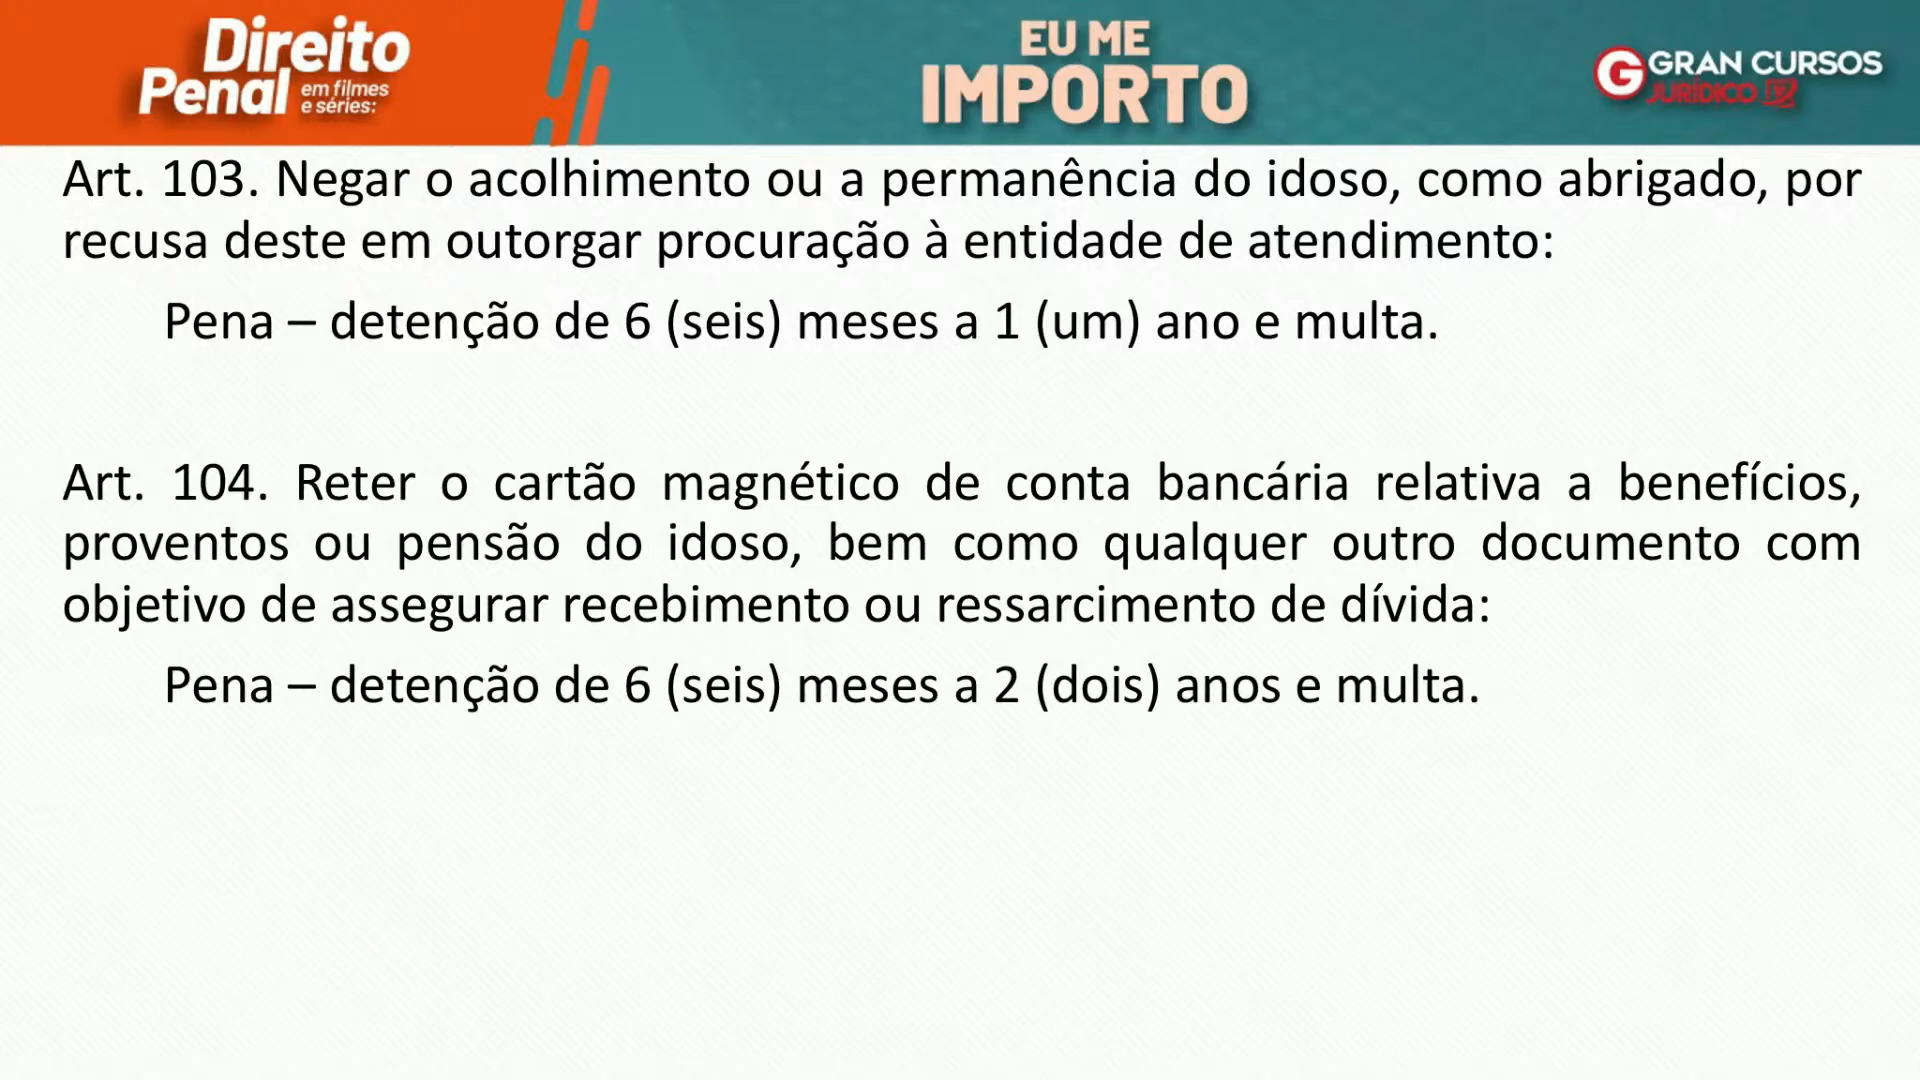 Direito
Penal em filmes
e séries:
EU ME
IMPORTO
GRAN CURSOS
JURÍDICO
Art. 103. Negar o acolhimento ou a permanência do idoso, como abrigado, por
recusa deste em outorgar procuração à entidade de atendimento:
Pena – detenção de 6 (seis) meses a 1 (um) ano e multa.
Art. 104. Reter o cartão magnético de conta bancária relativa a benefícios,
proventos ou pensão do idoso, bem como qualquer outro documento com
objetivo de assegurar recebimento ou ressarcimento de dívida:
Pena – detenção de 6 (seis) meses a 2 (dois) anos e multa.